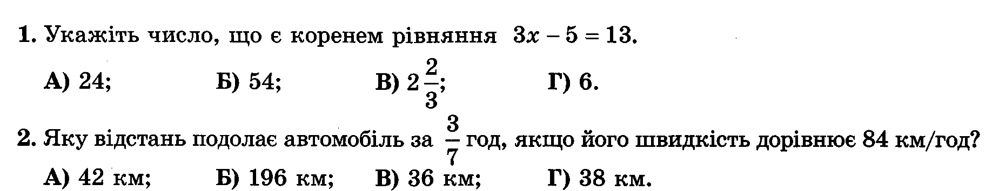 1. Укажіть число, що є коренем рівняння 3x – 5 = 13.
А) 24; Б) 54; В) 2 2/3; Г) 6.
2. Яку відстань подолає автомобіль за 3/7 год, якщо його швидкість дорівнює 84 км/год?
А) 42 км; Б) 196 км; В) 36 км; Г) 38 км.